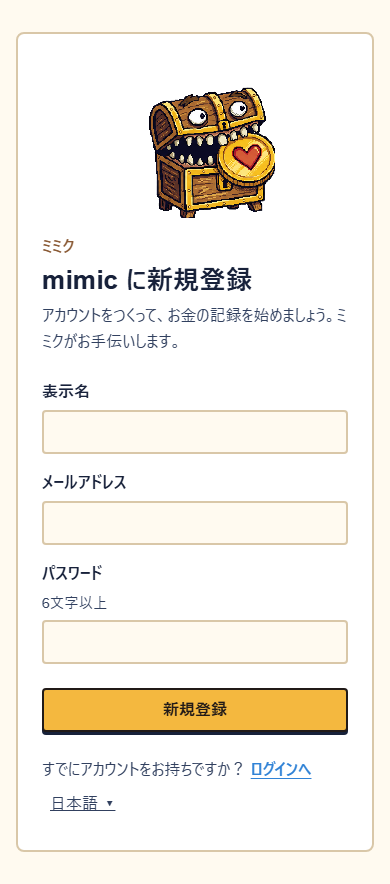 ミミク
mimic に新規登録
アカウントをつくって、お金の記録を始めましょう。ミ
ミクがお手伝いします。
表示名
メールアドレス
パスワード
6文字以上
新規登録
すでにアカウントをお持ちですか？ ログインへ
日本語 ▼